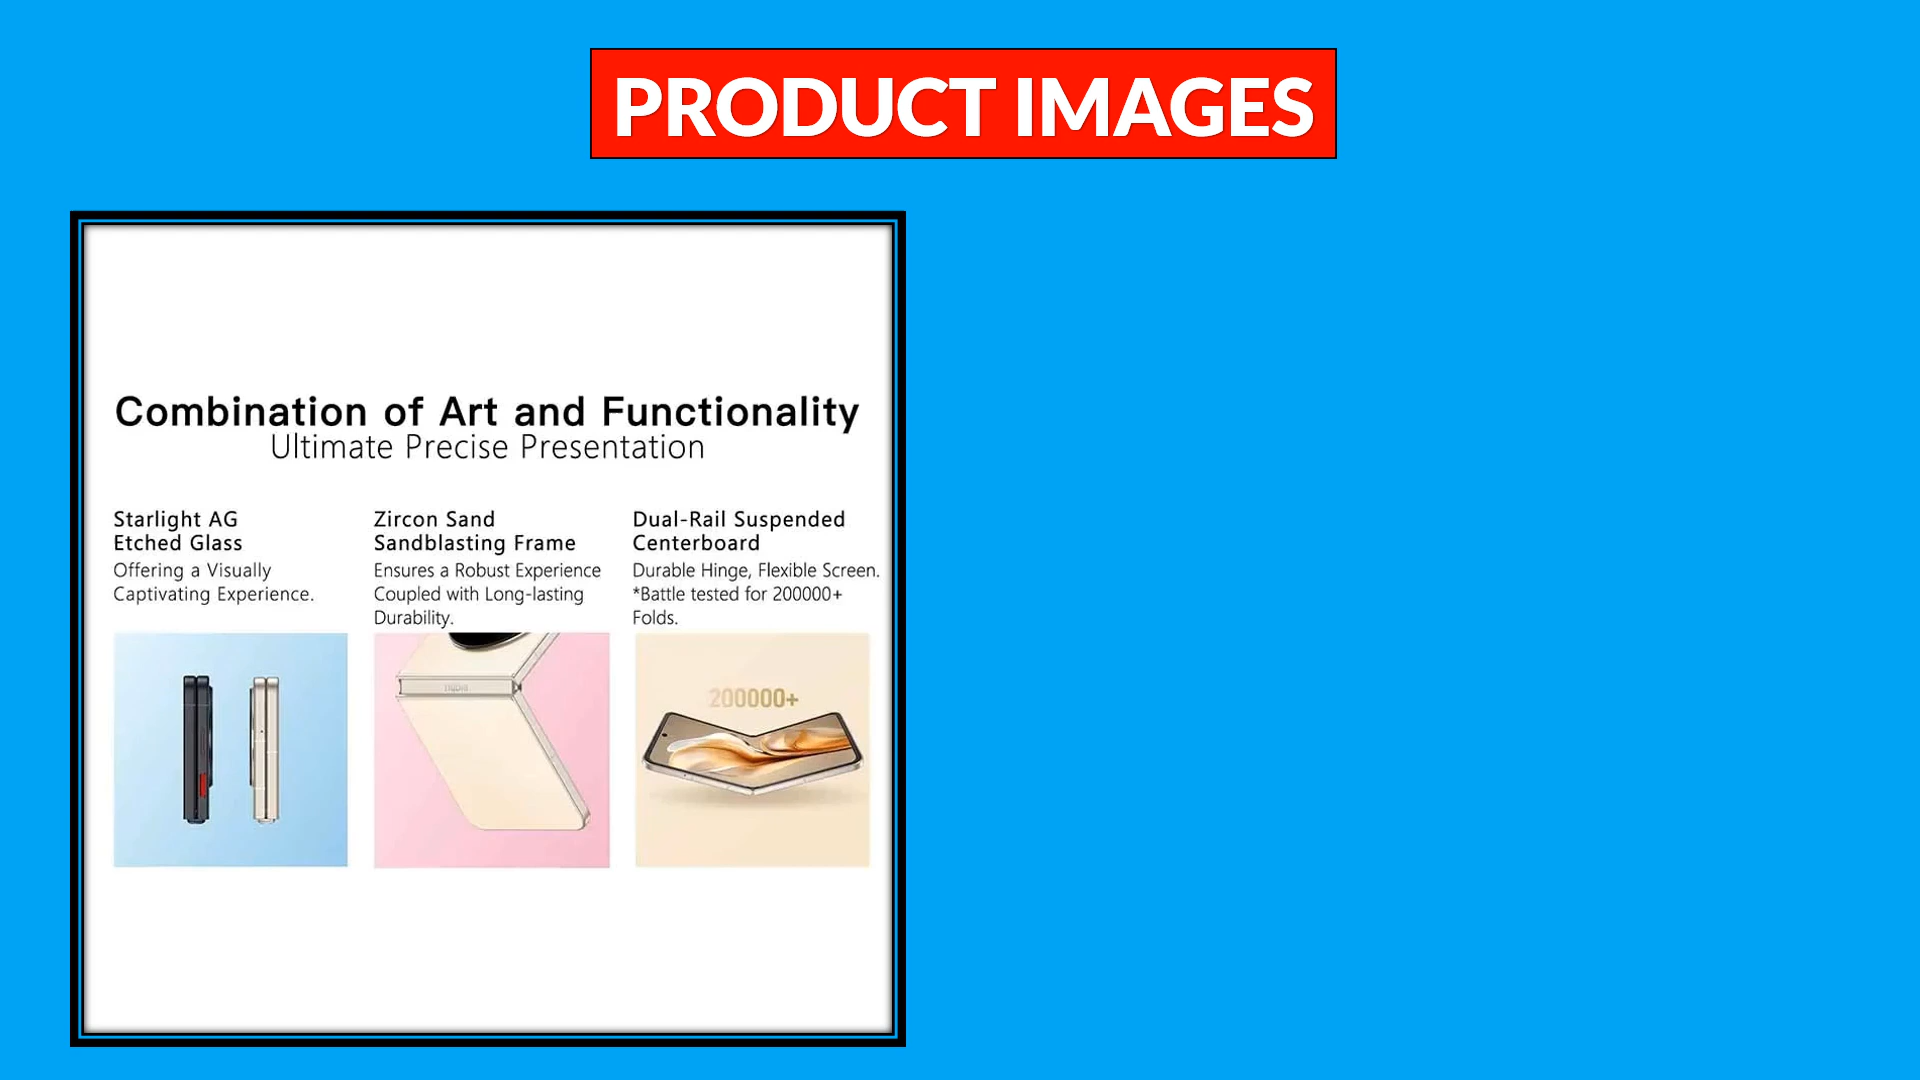 PRODUCT IMAGES
Combination of Art and Functionality
Ultimate Precise Presentation
Starlight AG
Etched Glass
Offering a Visually
Captivating Experience.
Zircon Sand
Sandblasting Frame
Ensures a Robust Experience
Coupled with Long-lasting
Durability.
Dual-Rail Suspended
Centerboard
Durable Hinge, Flexible Screen.
*Battle tested for 200000+
Folds.
nubia
200000+